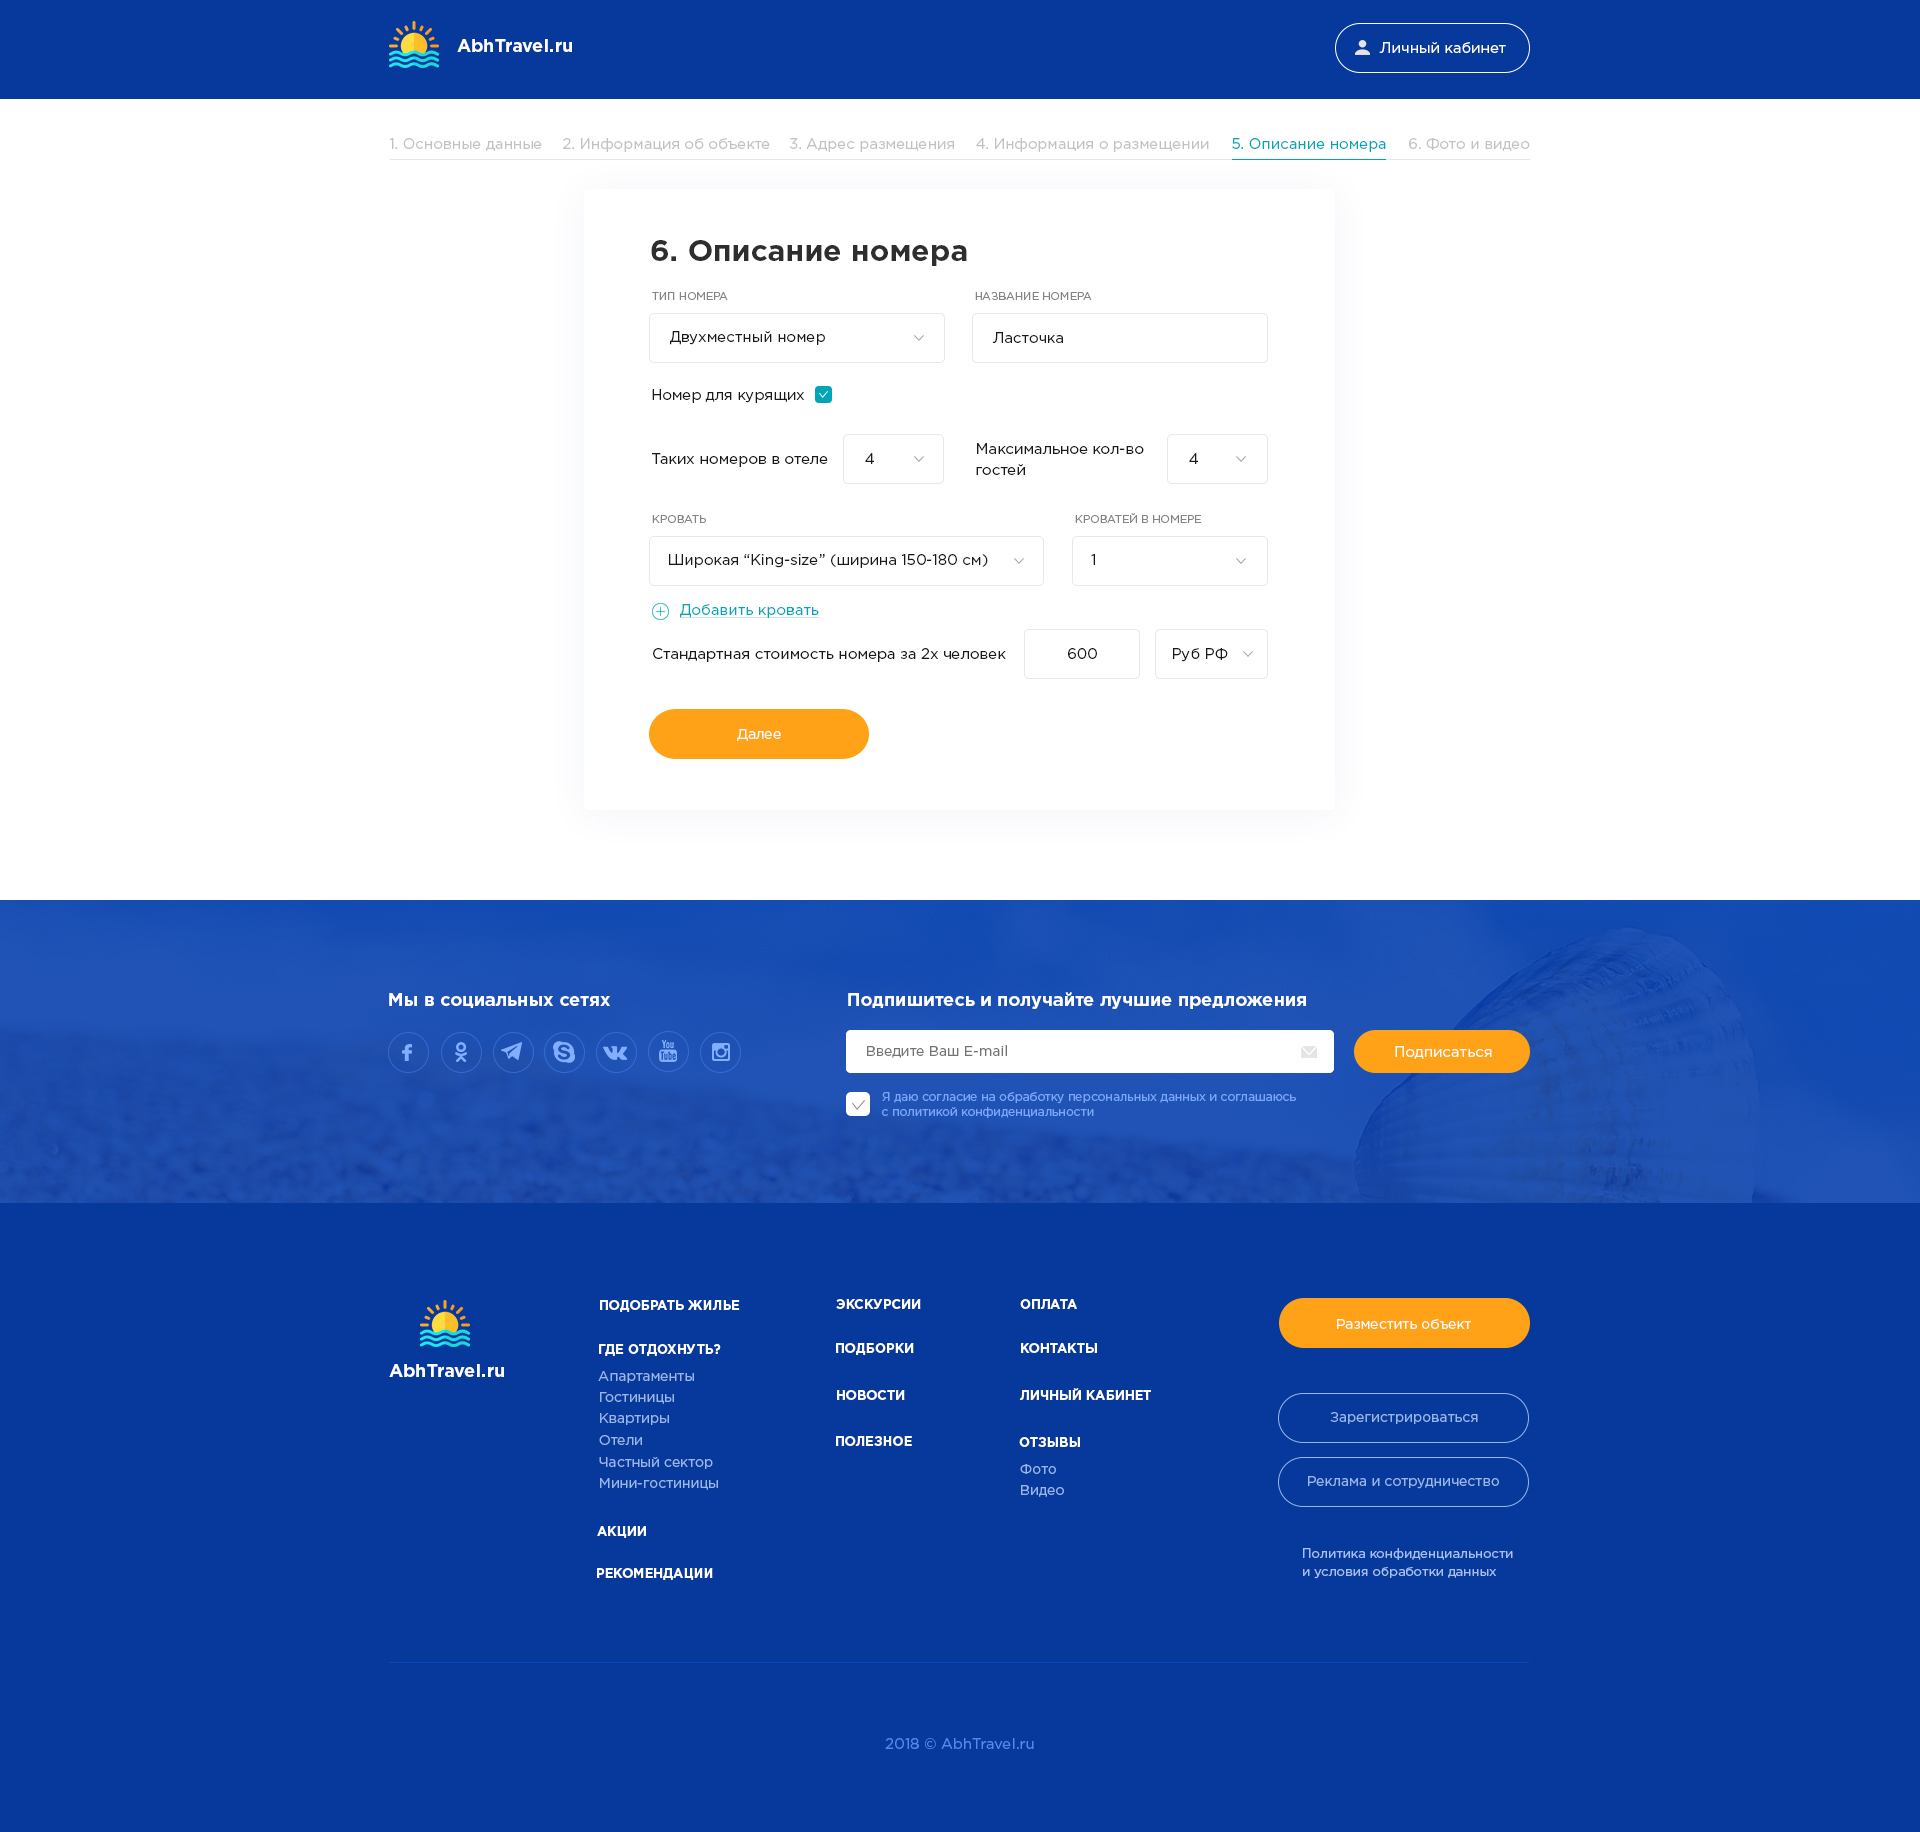 AbhTravel.ru
Личный кабинет
1. Основные данные
2. Информация об объекте
3. Адрес размещения
4. Информация о размещении
5. Описание номера
6. Фото и видео
6. Описание номера
ТИП НОМЕРА
НАЗВАНИЕ НОМЕРА
Двухместный номер
Ласточка
Номер для курящих
Таких номеров в отеле
4
Максимальное кол-во
гостей
4
КРОВАТЬ
КРОВАТЕЙ В НОМЕРЕ
Широкая “King-size” (ширина 150-180 см)
1
Добавить кровать
Стандартная стоимость номера за 2х человек
600
Руб РФ
Далее
Мы в социальных сетях
You
Tube
Подпишитесь и получайте лучшие предложения
Введите Ваш E-mail
Подписаться
Я даю согласие на обработку персональных данных и соглашаюсь
с политикой конфиденциальности
AbhTravel.ru
ПОДОБРАТЬ ЖИЛЬЕ
ГДЕ ОТДОХНУТЬ?
Апартаменты
Гостиницы
Квартиры
Отели
Частный сектор
Мини-гостиницы
АКЦИИ
РЕКОМЕНДАЦИИ
ЭКСКУРСИИ
ПОДБОРКИ
НОВОСТИ
ПОЛЕЗНОЕ
ОПЛАТА
КОНТАКТЫ
ЛИЧНЫЙ КАБИНЕТ
ОТЗЫВЫ
Фото
Видео
Разместить объект
Зарегистрироваться
Реклама и сотрудничество
Политика конфиденциальности
и условия обработки данных
2018 © AbhTravel.ru